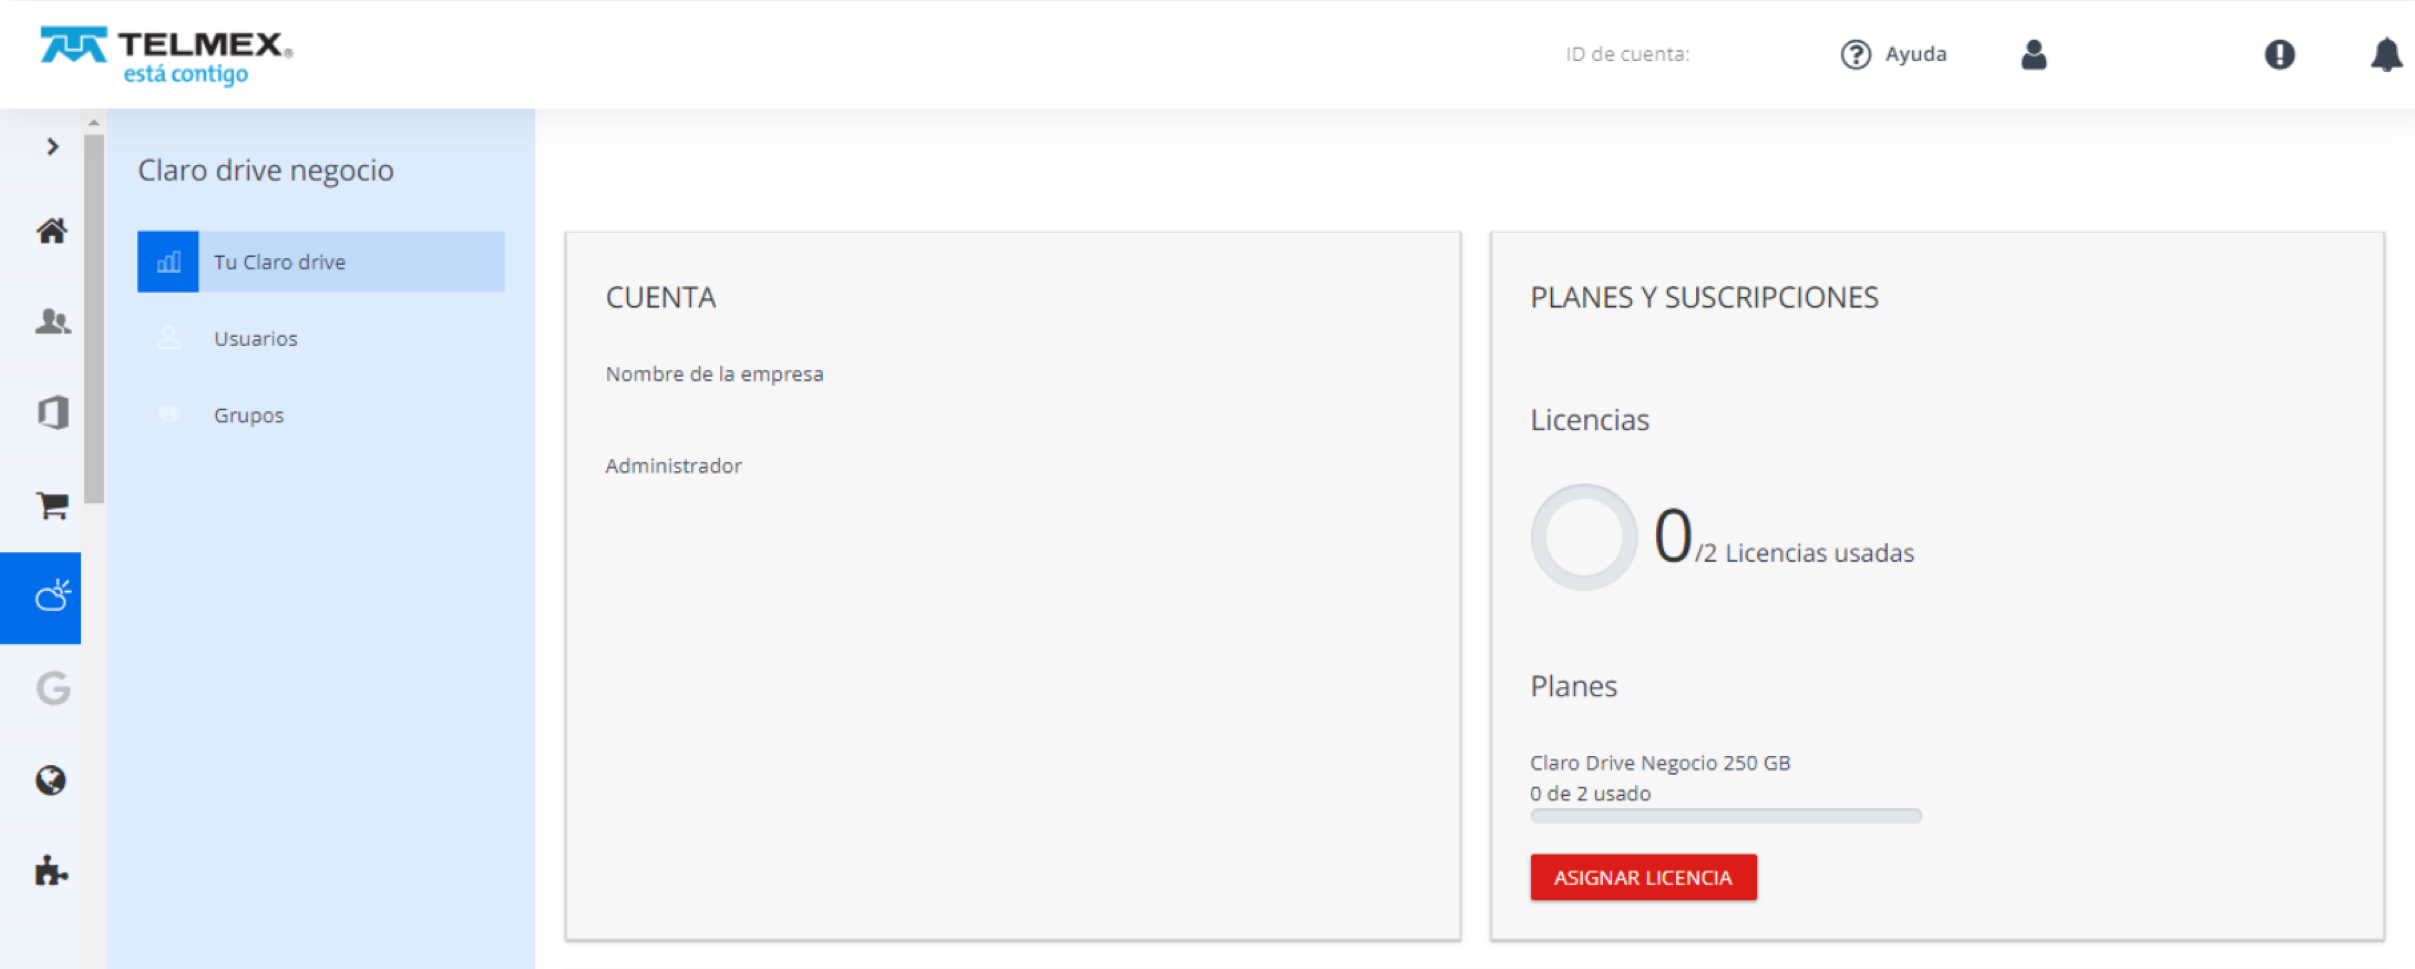 TELMEX®
está contigo
ID de cuenta:
Ayuda
Claro drive negocio
Tu Claro drive
Usuarios
Grupos
CUENTA
Nombre de la empresa
Administrador
PLANES Y SUSCRIPCIONES
Licencias
0/2 Licencias usadas
Planes
Claro Drive Negocio 250 GB
0 de 2 usado
ASIGNAR LICENCIA